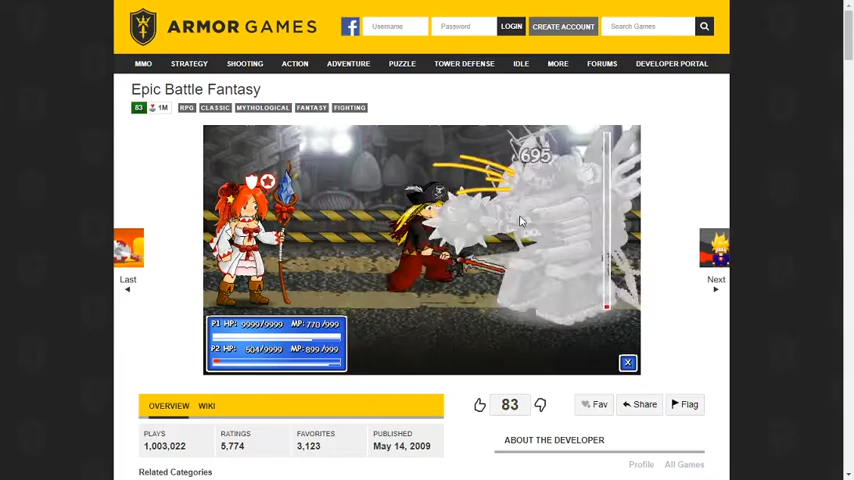 ARMOR GAMES
Username
Password
LOGIN
CREATE ACCOUNT
Search Games
MMO STRATEGY SHOOTING ACTION ADVENTURE PUZZLE TOWER DEFENSE IDLE MORE FORUMS DEVELOPER PORTAL
Epic Battle Fantasy
83 1M RPG CLASSIC MYTHOLOGICAL FANTASY FIGHTING
695
P1 HP: 9999/9999 MP: 770/999
P2 HP: 504/9999 MP: 899/999
X
Last
Next
OVERVIEW WIKI
83
Fav
Share
Flag
PLAYS RATINGS FAVORITES PUBLISHED
1,003,022 5,774 3,123 May 14, 2009
ABOUT THE DEVELOPER
Profile All Games
Related Categories